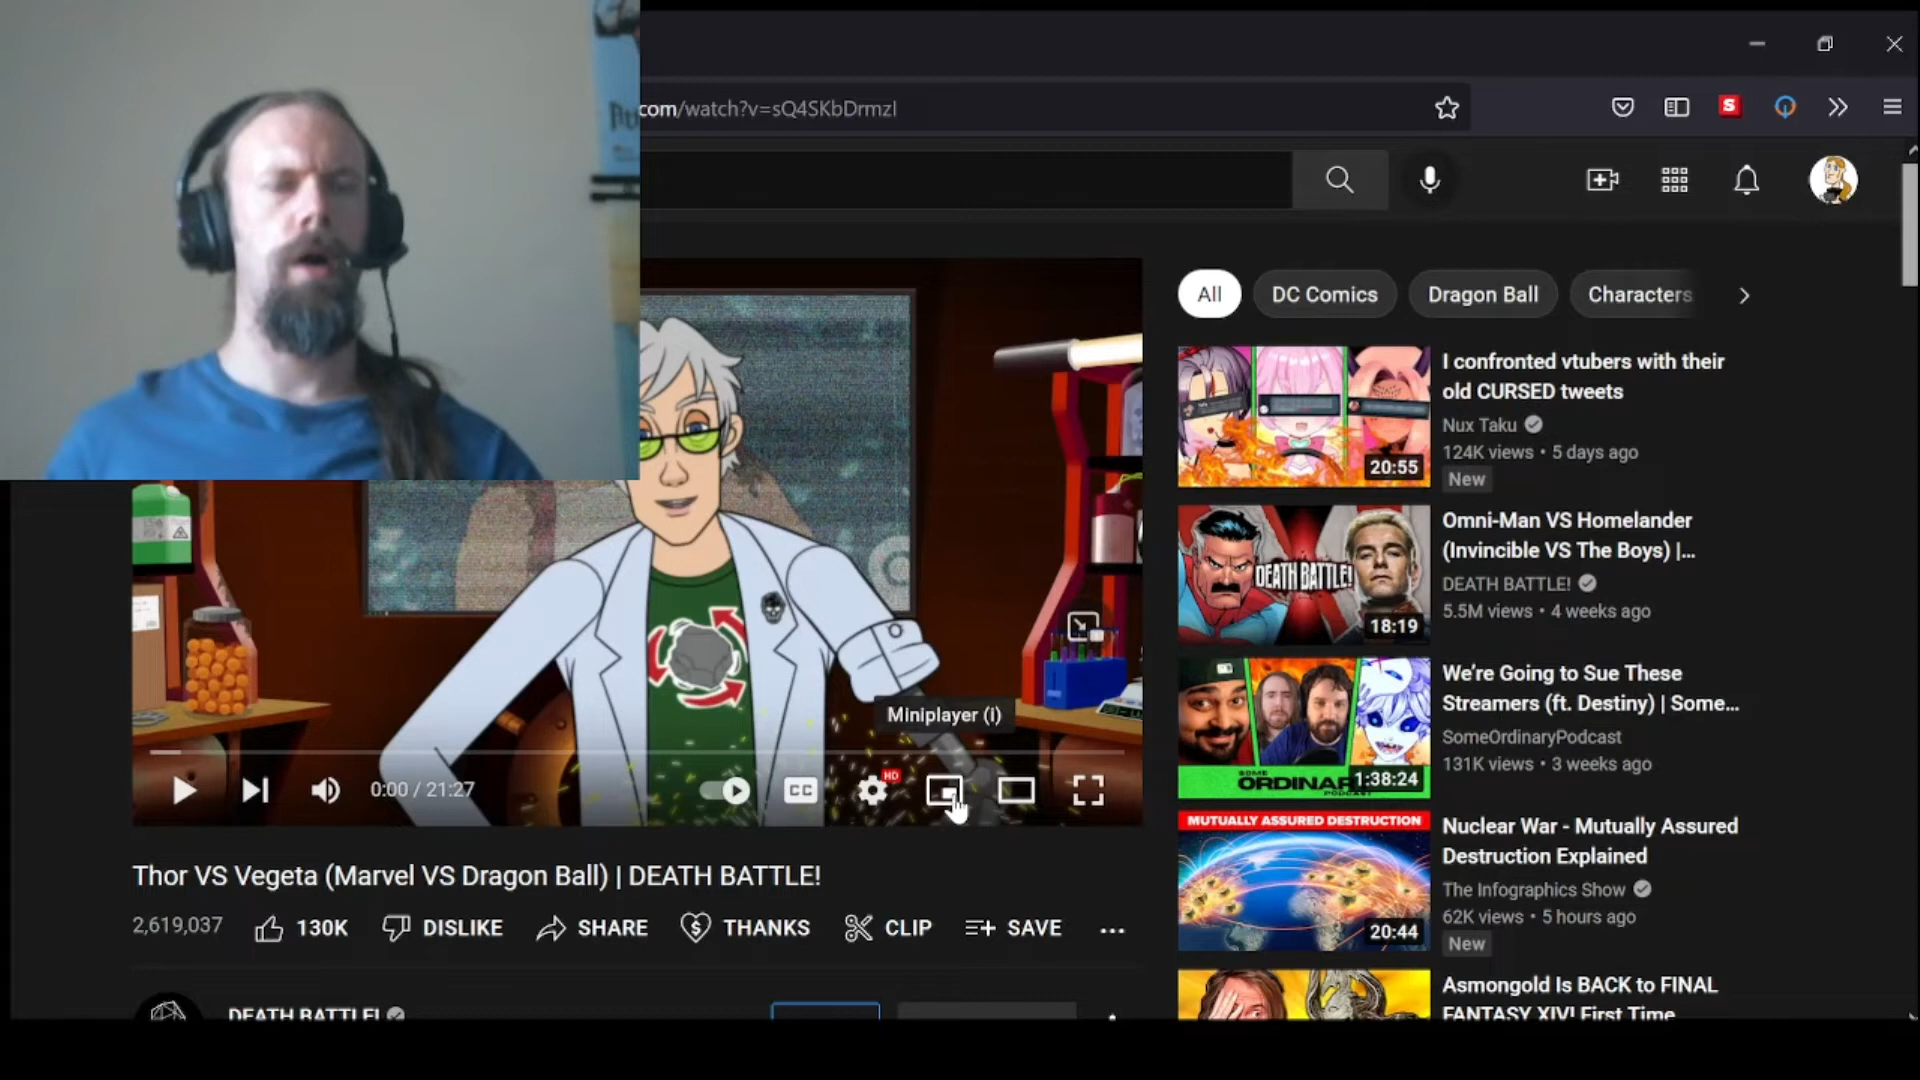 com/watch?v=sQ4SKbDrmzI
S
All
DC Comics
Dragon Ball
Characters
I confronted vtubers with their
old CURSED tweets
Nux Taku
124K views • 5 days ago
New
20:55
Omni-Man VS Homelander
(Invincible VS The Boys) |...
DEATH BATTLE!
5.5M views • 4 weeks ago
DEATH BATTLE!
18:19
We're Going to Sue These
Streamers (ft. Destiny) | Some...
SomeOrdinaryPodcast
131K views • 3 weeks ago
SOME
ORDINAR
PODCAST
1:38:24
MUTUALLY ASSURED DESTRUCTION
Nuclear War - Mutually Assured
Destruction Explained
The Infographics Show
62K views • 5 hours ago
New
20:44
Asmongold Is BACK to FINAL
FANTASY XIV! First Time
Miniplayer (i)
0:00 / 21:27
CC
HD
Thor VS Vegeta (Marvel VS Dragon Ball) | DEATH BATTLE!
2,619,037
130K
DISLIKE
SHARE
THANKS
CLIP
SAVE
DEATH BATTLE!